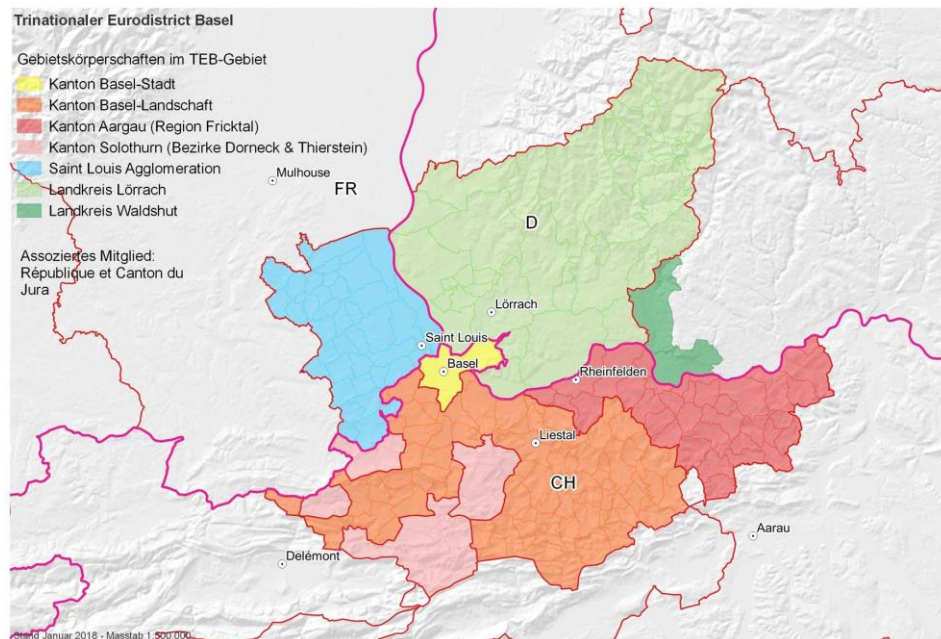 Trinationaler Eurodistrict Basel
Gebietskörperschaften im TEB-Gebiet
Kanton Basel-Stadt
Kanton Basel-Landschaft
Kanton Aargau (Region Fricktal)
Kanton Solothurn (Bezirke Dorneck & Thierstein)
Saint Louis Agglomeration
Landkreis Lörrach
Landkreis Waldshut
Assoziertes Mitglied:
République et Canton du
Jura
Mulhouse
FR
D
Lörrach
Saint Louis
Basel
Rheinfelden
Liestal
CH
Aarau
Delémont
Stand Januar 2018 - Masstab 1:500.000